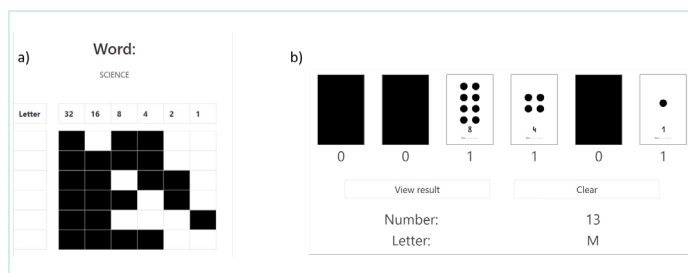 a)
Word:
SCIENCE
Letter 32 16 8 4 2 1
b)
8 4 1
0 0 1 1 0 1
View result Clear
Number: 13
Letter: M